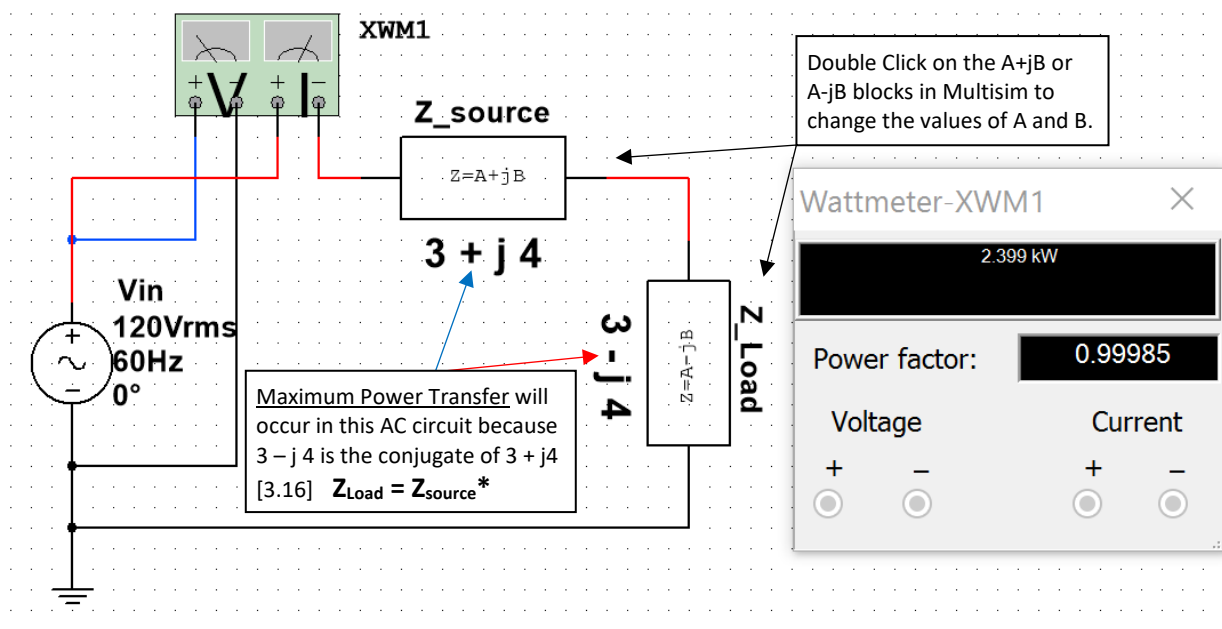 XWM1
V I
+ − + −
Z_source
Z=A+jB
3 + j 4
Double Click on the A+jB or
A-jB blocks in Multisim to
change the values of A and B.
Vin
120Vrms
60Hz
0°
+
−
Z_Load
Z=A-jB
3 - j 4
Maximum Power Transfer will
occur in this AC circuit because
3 – j 4 is the conjugate of 3 + j4
[3.16] ZLoad = Zsource*
Wattmeter-XWM1 ×
2.399 kW
Power factor: 0.99985
Voltage Current
+ − + −